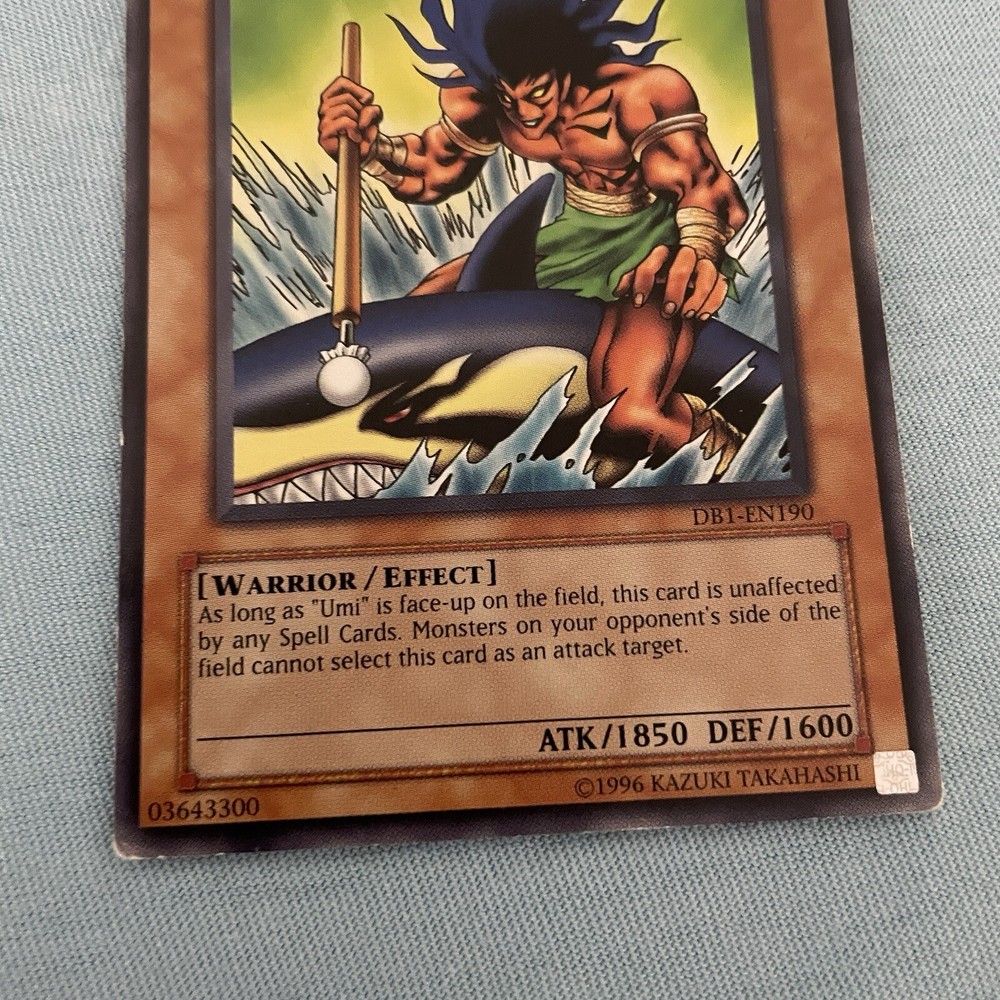 DB1-EN190
[WARRIOR/EFFECT]
As long as "Umi" is face-up on the field, this card is unaffected
by any Spell Cards. Monsters on your opponent's side of the
field cannot select this card as an attack target.
ATK/1850 DEF/1600
03643300
©1996 KAZUKI TAKAHASHI